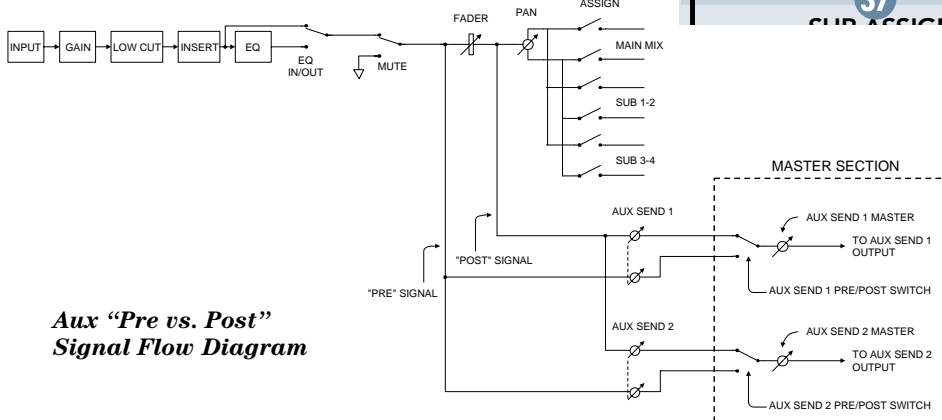 37
INPUT
GAIN
LOW CUT
INSERT
EQ
EQ
IN/OUT
MUTE
FADER
PAN
ASSIGN
MAIN MIX
SUB 1-2
SUB 3-4
MASTER SECTION
AUX SEND 1
AUX SEND 1 MASTER
TO AUX SEND 1
OUTPUT
"POST" SIGNAL
"PRE" SIGNAL
AUX SEND 1 PRE/POST SWITCH
Aux “Pre vs. Post”
Signal Flow Diagram
AUX SEND 2
AUX SEND 2 MASTER
TO AUX SEND 2
OUTPUT
AUX SEND 2 PRE/POST SWITCH